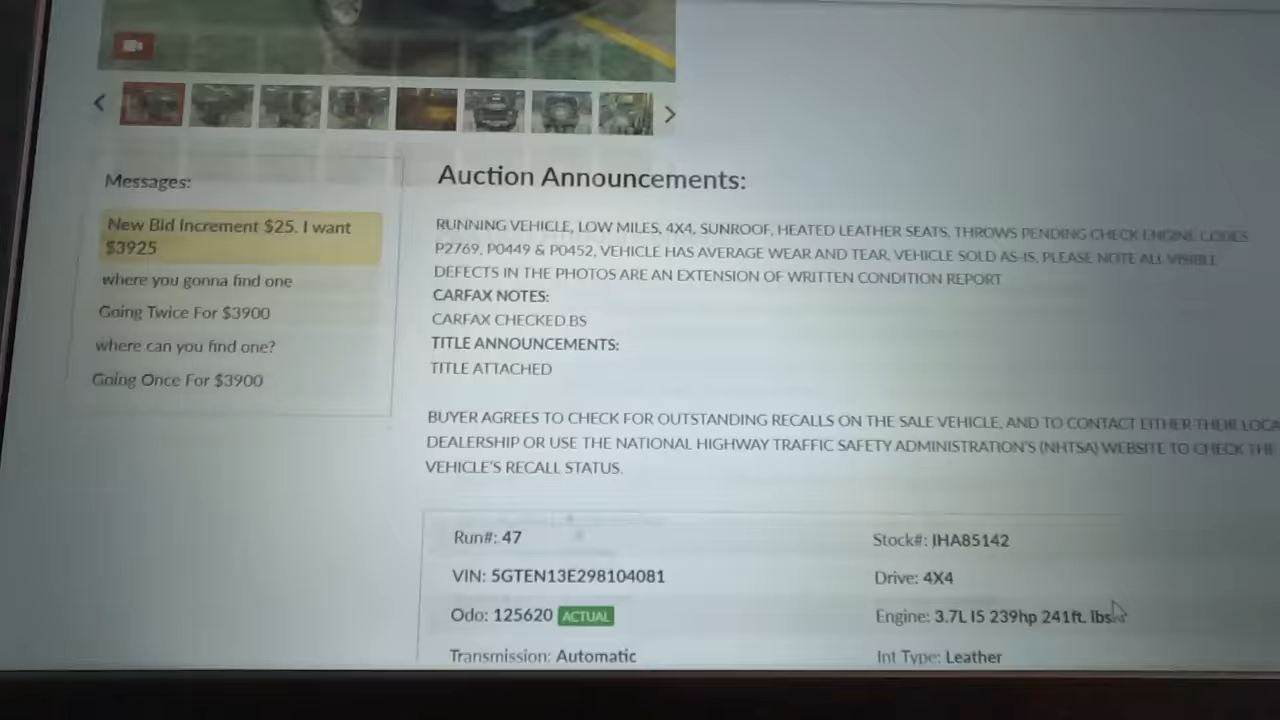 Messages:
New Bid Increment $25. I want
$3925
where you gonna find one
Going Twice For $3900
where can you find one?
Going Once For $3900
Auction Announcements:
RUNNING VEHICLE, LOW MILES, 4X4, SUNROOF, HEATED LEATHER SEATS, THROWS PENDING CHECK ENGINE CODES
P2769, P0449 & P0452, VEHICLE HAS AVERAGE WEAR AND TEAR, VEHICLE SOLD AS-IS, PLEASE NOTE ALL VISIBLE
DEFECTS IN THE PHOTOS ARE AN EXTENSION OF WRITTEN CONDITION REPORT
CARFAX NOTES:
CARFAX CHECKED.BS
TITLE ANNOUNCEMENTS:
TITLE ATTACHED
BUYER AGREES TO CHECK FOR OUTSTANDING RECALLS ON THE SALE VEHICLE, AND TO CONTACT EITHER THEIR LOCA
DEALERSHIP OR USE THE NATIONAL HIGHWAY TRAFFIC SAFETY ADMINISTRATION'S (NHTSA) WEBSITE TO CHECK THE
VEHICLE'S RECALL STATUS.
Run#: 47
Stock#: JHA85142
VIN: 5GTEN13E298104081
Drive: 4X4
Odo: 125620 ACTUAL
Engine: 3.7L I5 239hp 241ft. lbs
Transmission: Automatic
Int Type: Leather